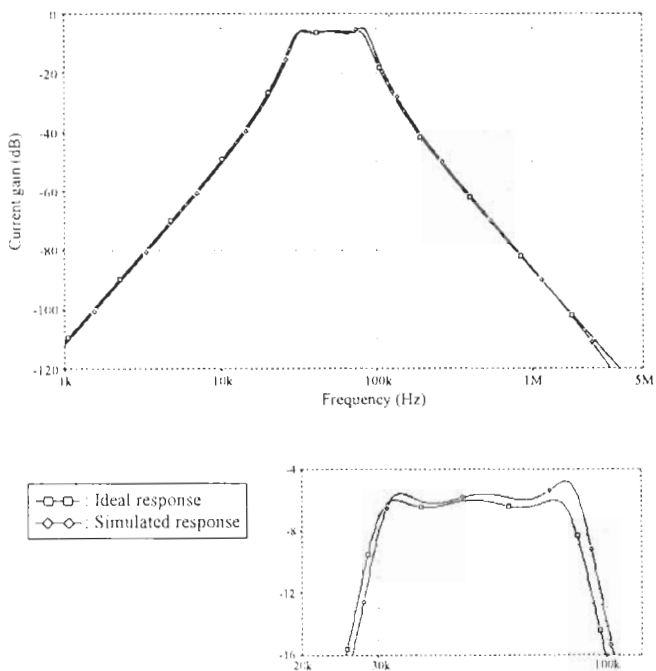 0
-20
-40
-60
-80
-100
-120
Current gain (dB)
1k
10k
100k
1M
5M
Frequency (Hz)
: Ideal response
: Simulated response
-4
-8
-12
-16
20k
30k
100k